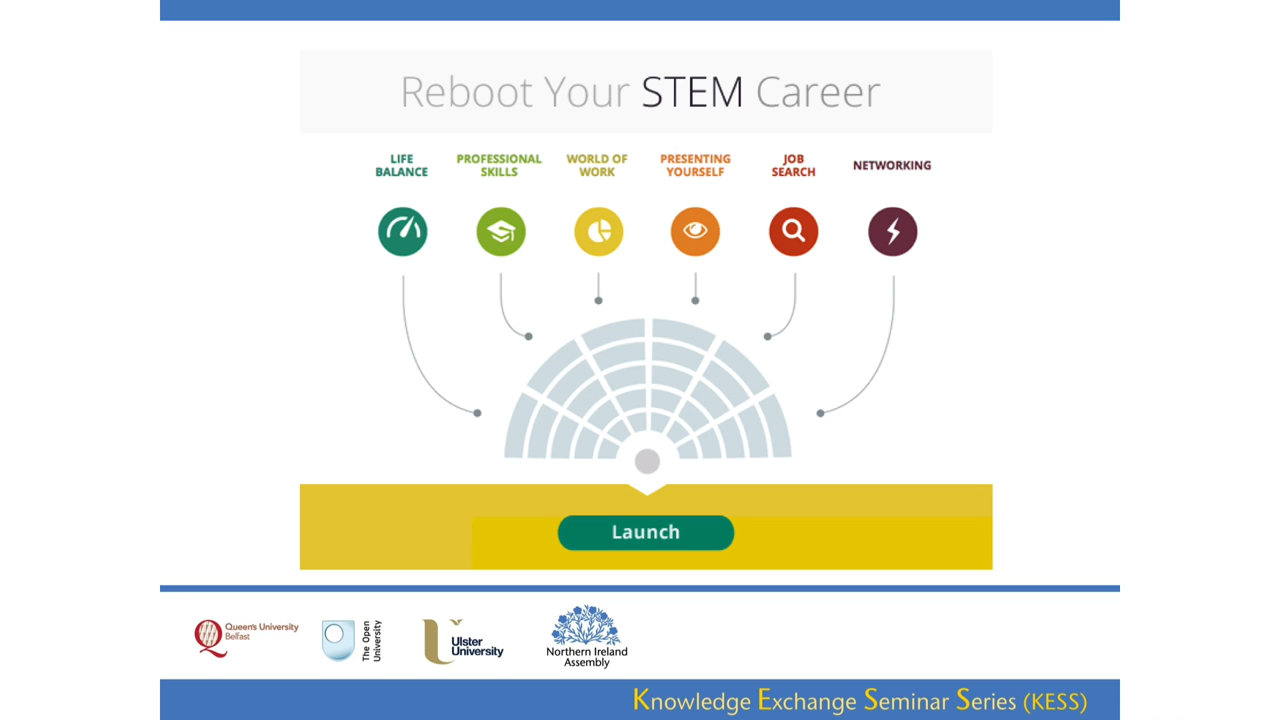 Reboot Your STEM Career
LIFE
BALANCE
PROFESSIONAL
SKILLS
WORLD OF
WORK
PRESENTING
YOURSELF
JOB
SEARCH
NETWORKING
Launch
Queen's University
Belfast
The Open
University
Ulster
University
Northern Ireland
Assembly
Knowledge Exchange Seminar Series (KESS)